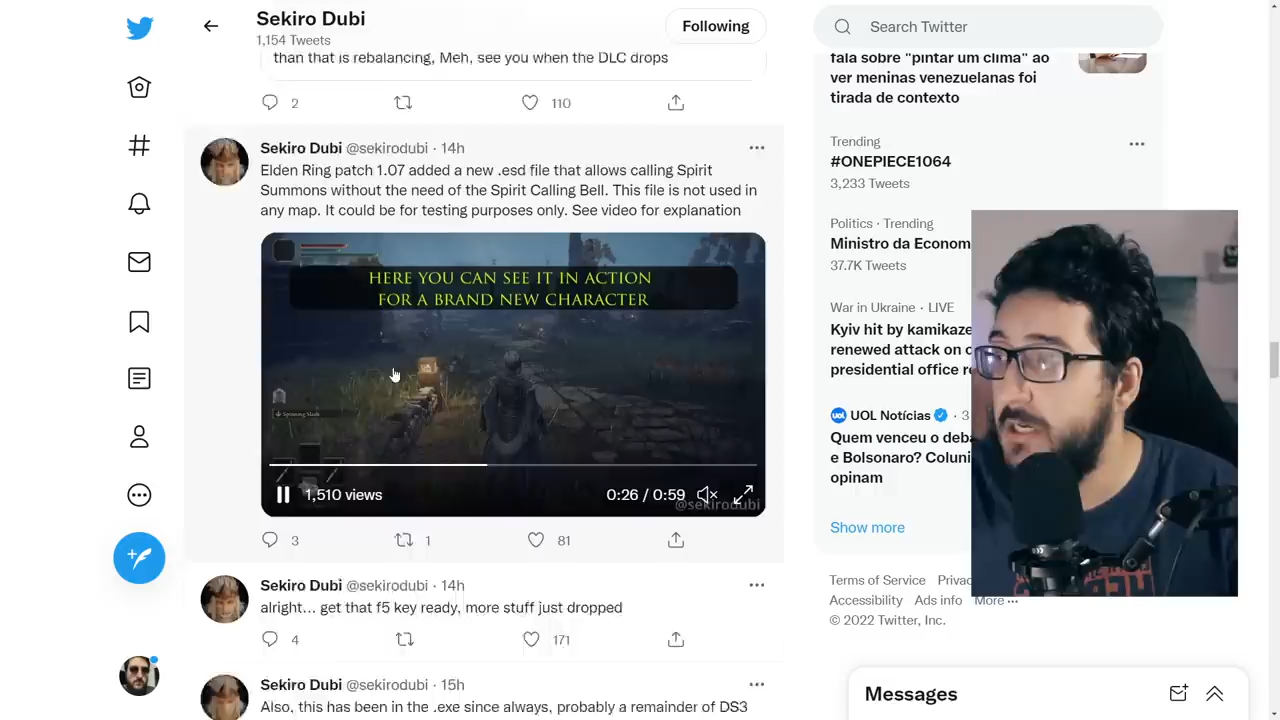 Sekiro Dubi
1,154 Tweets
Following
Search Twitter
than that is rebalancing, Meh, see you when the DLC drops
2
110
Sekiro Dubi @sekirodubi · 14h
Elden Ring patch 1.07 added a new .esd file that allows calling Spirit
Summons without the need of the Spirit Calling Bell. This file is not used in
any map. It could be for testing purposes only. See video for explanation
HERE YOU CAN SEE IT IN ACTION
FOR A BRAND NEW CHARACTER
Spinning Slash
1,510 views
0:26 / 0:59
@sekirodubi
3
1
81
Sekiro Dubi @sekirodubi · 14h
alright... get that f5 key ready, more stuff just dropped
4
171
Sekiro Dubi @sekirodubi · 15h
Also, this has been in the .exe since always, probably a remainder of DS3
fala sobre "pintar um clima" ao
ver meninas venezuelanas foi
tirada de contexto
Trending
#ONEPIECE1064
3,233 Tweets
Politics · Trending
Ministro da Econom
37.7K Tweets
War in Ukraine · LIVE
Kyiv hit by kamikaze
renewed attack on
presidential office
UOL Notícias · 3
Quem venceu o deba
e Bolsonaro? Coluni
opinam
Show more
Terms of Service Privac
Accessibility Ads info More ···
© 2022 Twitter, Inc.
Messages